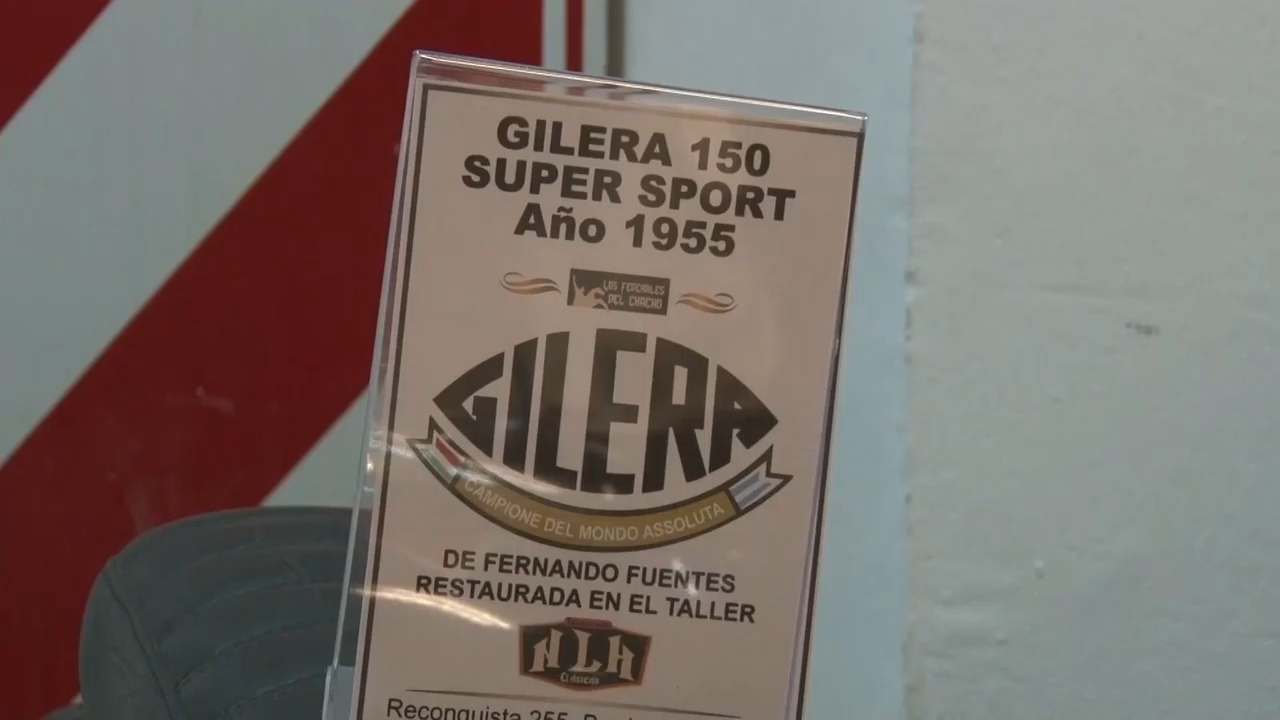 GILERA 150
SUPER SPORT
Año 1955
LOS FEDERALES
DEL CHACHO
GILERA
CAMPIONE DEL MONDO ASSOLUTA
DE FERNANDO FUENTES
RESTAURADA EN EL TALLER
NLH
Clásicos
Reconquista 255